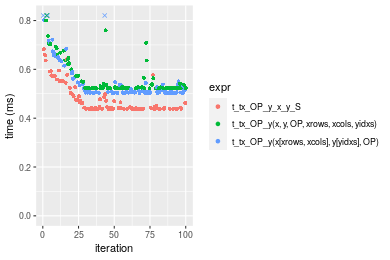 0.8
0.6
0.4
0.2
0.0
time (ms)
0 25 50 75 100
iteration
expr
t_tx_OP_y_x_y_S
t_tx_OP_y(x, y, OP, xrows, xcols, yidxs)
t_tx_OP_y(x[xrows, xcols], y[yidxs], OP)